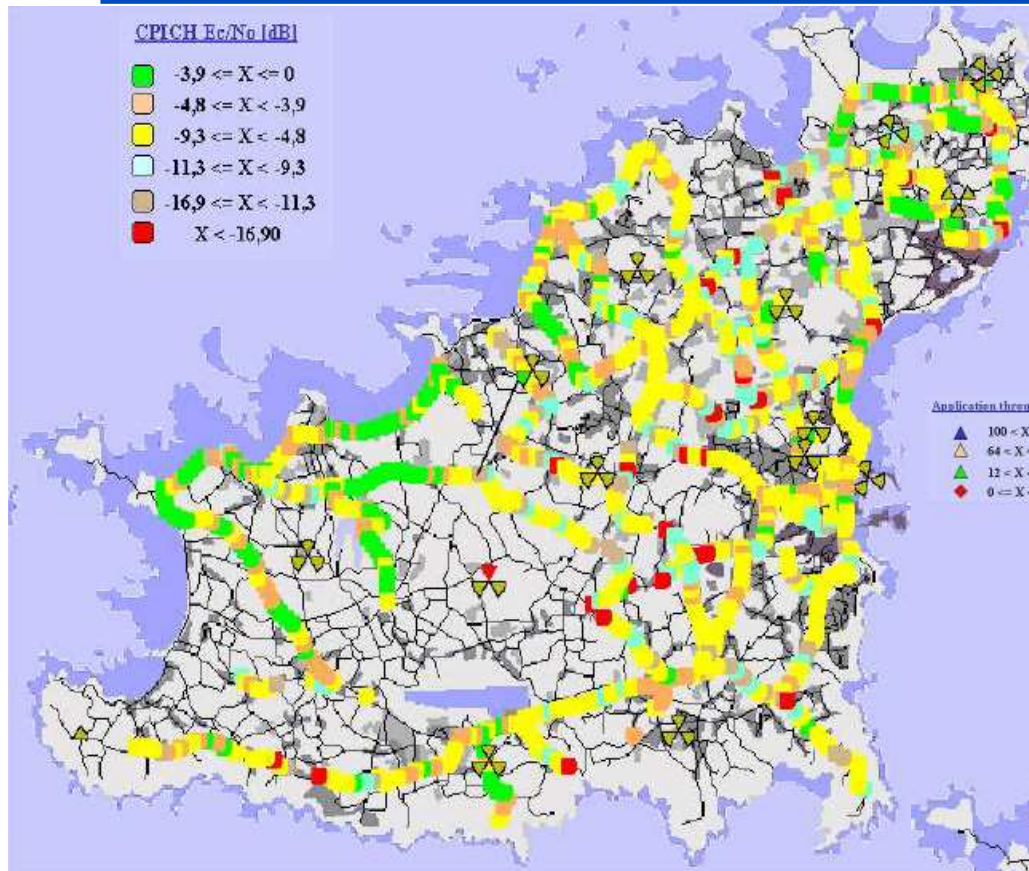 CPICH Ec/No [dB]
-3,9 <= X <= 0
-4,8 <= X < -3,9
-9,3 <= X < -4,8
-11,3 <= X < -9,3
-16,9 <= X < -11,3
X < -16,90
Application throu
100 < X
64 < X <
12 < X
0 <= X